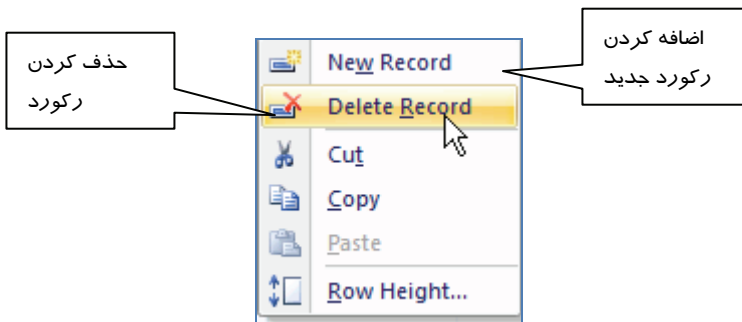 اضافه کردن
رکورد جدید
حذف کردن
رکورد
New Record
Delete Record
Cut
Copy
Paste
Row Height...